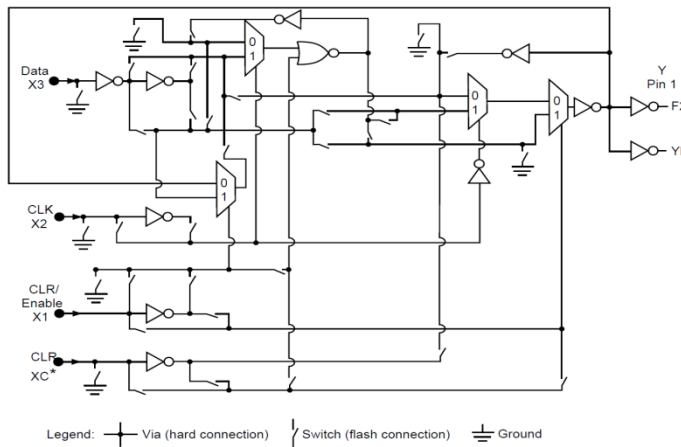 Data
X3
0
1
0
1
0
1
Y
Pin 1
F2
0
1
CLK
X2
CLR/
Enable
X1
CLR
XC*
Legend: Via (hard connection) Switch (flash connection) Ground